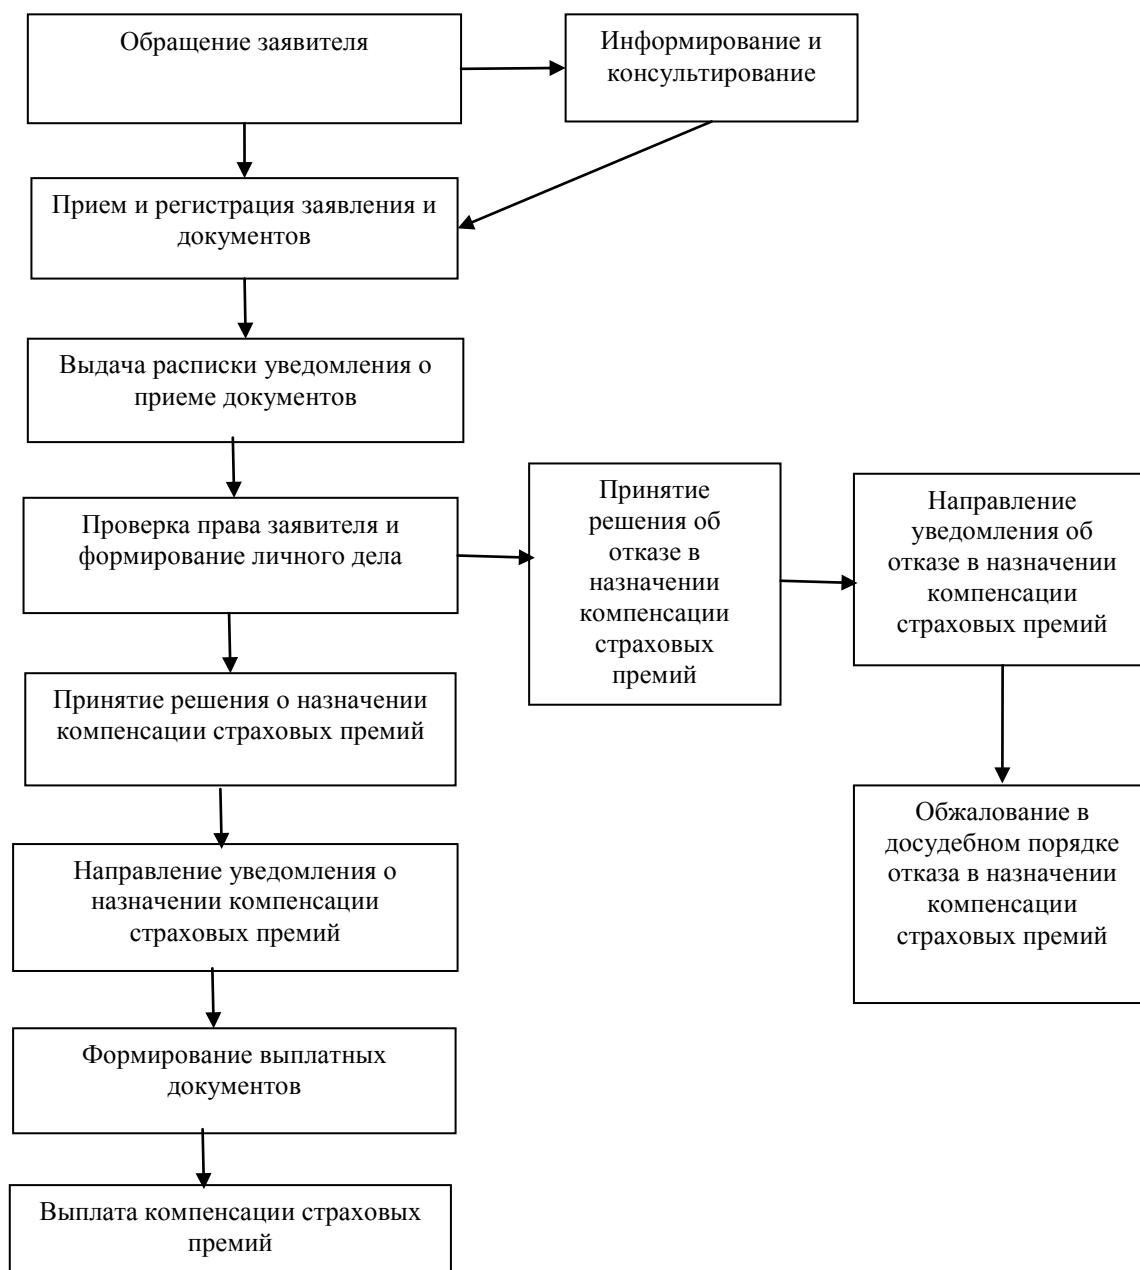 Обращение заявителя
Информирование и
консультирование
Прием и регистрация заявления и
документов
Выдача расписки уведомления о
приеме документов
Проверка права заявителя и
формирование личного дела
Принятие
решения об
отказе в
назначении
компенсации
страховых
премий
Направление
уведомления об
отказе в назначении
компенсации
страховых премий
Принятие решения о назначении
компенсации страховых премий
Обжалование в
досудебном порядке
отказа в назначении
компенсации
страховых премий
Направление уведомления о
назначении компенсации
страховых премий
Формирование выплатных
документов
Выплата компенсации страховых
премий